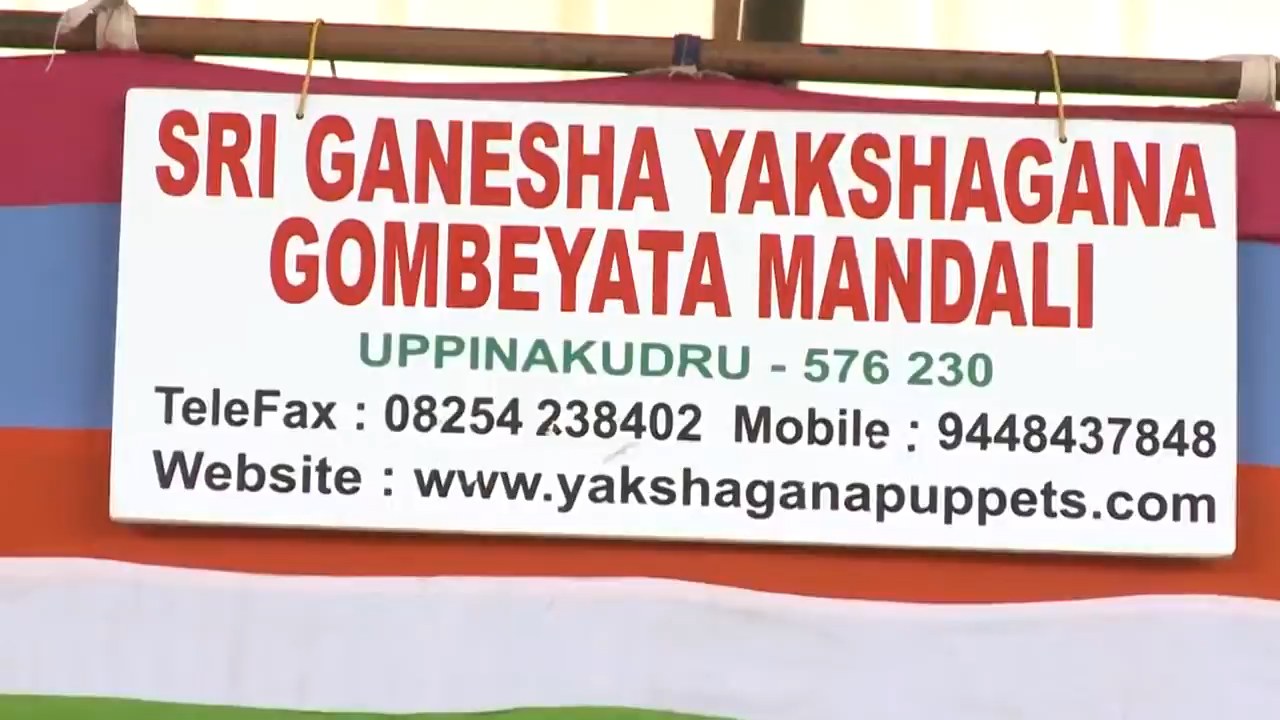 SRI GANESHA YAKSHAGANA
GOMBEYATA MANDALI
UPPINAKUDRU - 576 230
TeleFax : 08254 238402 Mobile : 9448437848
Website : www.yakshaganapuppets.com